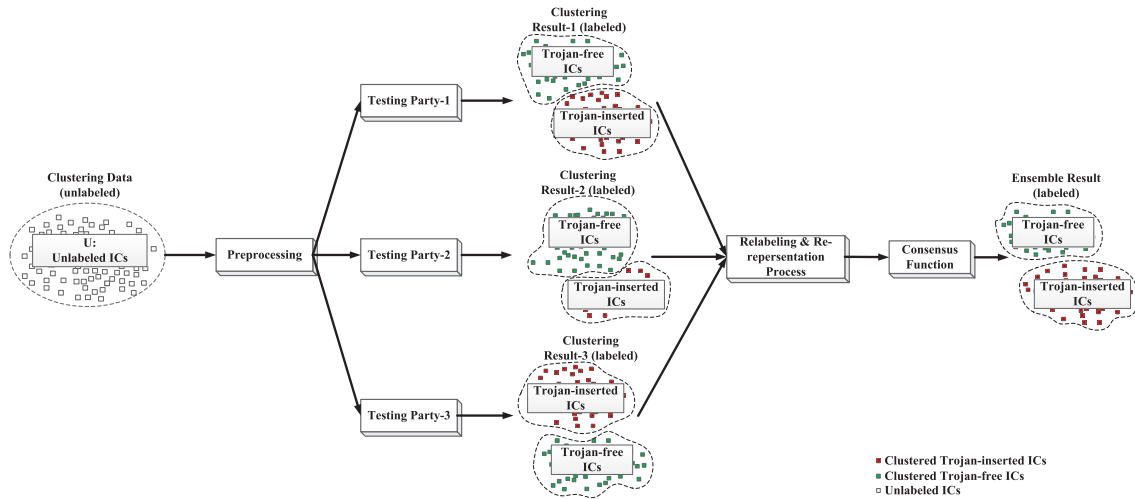 Clustering Data
(unlabeled)
U:
Unlabeled ICs
Preprocessing
Testing Party-1
Testing Party-2
Testing Party-3
Clustering
Result-1 (labeled)
Trojan-free
ICs
Trojan-inserted
ICs
Clustering
Result-2 (labeled)
Trojan-free
ICs
Trojan-inserted
ICs
Clustering
Result-3 (labeled)
Trojan-inserted
ICs
Trojan-free
ICs
Relabeling & Re-
repersentation
Process
Consensus
Function
Ensemble Result
(labeled)
Trojan-free
ICs
Trojan-inserted
ICs
Clustered Trojan-inserted ICs
Clustered Trojan-free ICs
Unlabeled ICs